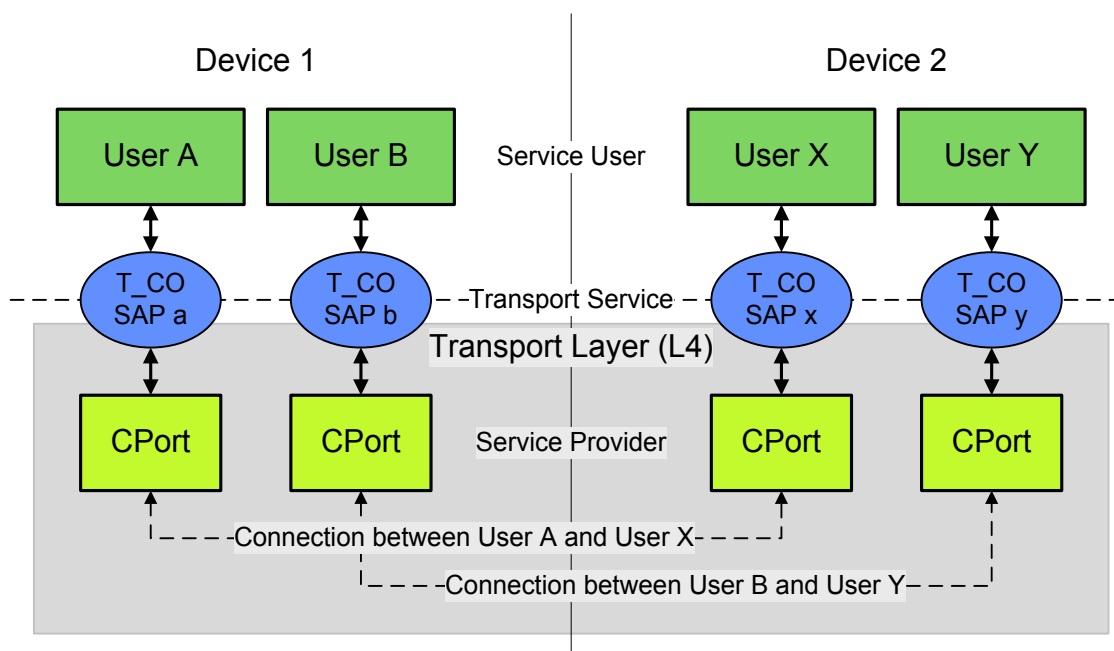 Device 1
Device 2
User A
User B
Service User
User X
User Y
T_CO
SAP a
T_CO
SAP b
Transport Service
T_CO
SAP x
T_CO
SAP y
Transport Layer (L4)
CPort
CPort
Service Provider
CPort
CPort
Connection between User A and User X
Connection between User B and User Y